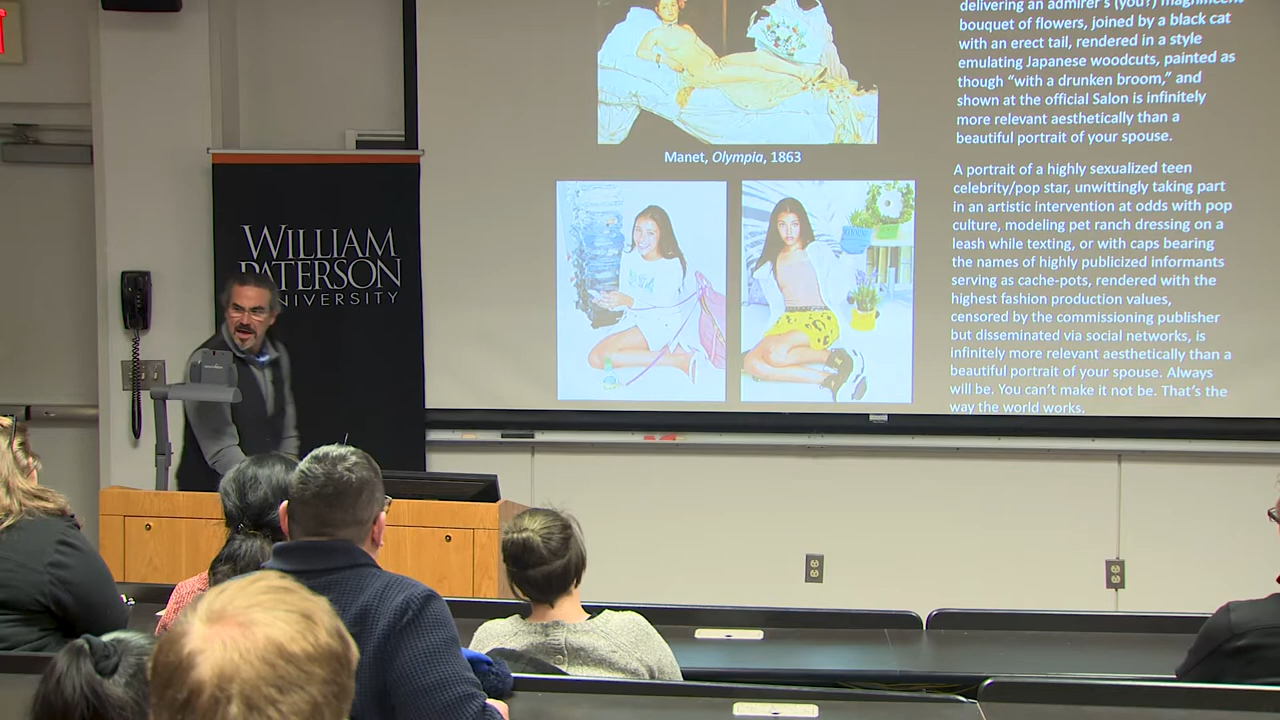 delivering an admirer's (you?) magnificent
bouquet of flowers, joined by a black cat
with an erect tail, rendered in a style
emulating Japanese woodcuts, painted as
though "with a drunken broom," and
shown at the official Salon is infinitely
more relevant aesthetically than a
beautiful portrait of your spouse.
Manet, Olympia, 1863
A portrait of a highly sexualized teen
celebrity/pop star, unwittingly taking part
in an artistic intervention at odds with pop
culture, modeling pet ranch dressing on a
leash while texting, or with caps bearing
the names of highly publicized informants
serving as cache-pots, rendered with the
highest fashion production values,
censored by the commissioning publisher
but disseminated via social networks, is
infinitely more relevant aesthetically than a
beautiful portrait of your spouse. Always
will be. You can't make it not be. That's the
way the world works.
WILLIAM
PATERSON
UNIVERSITY